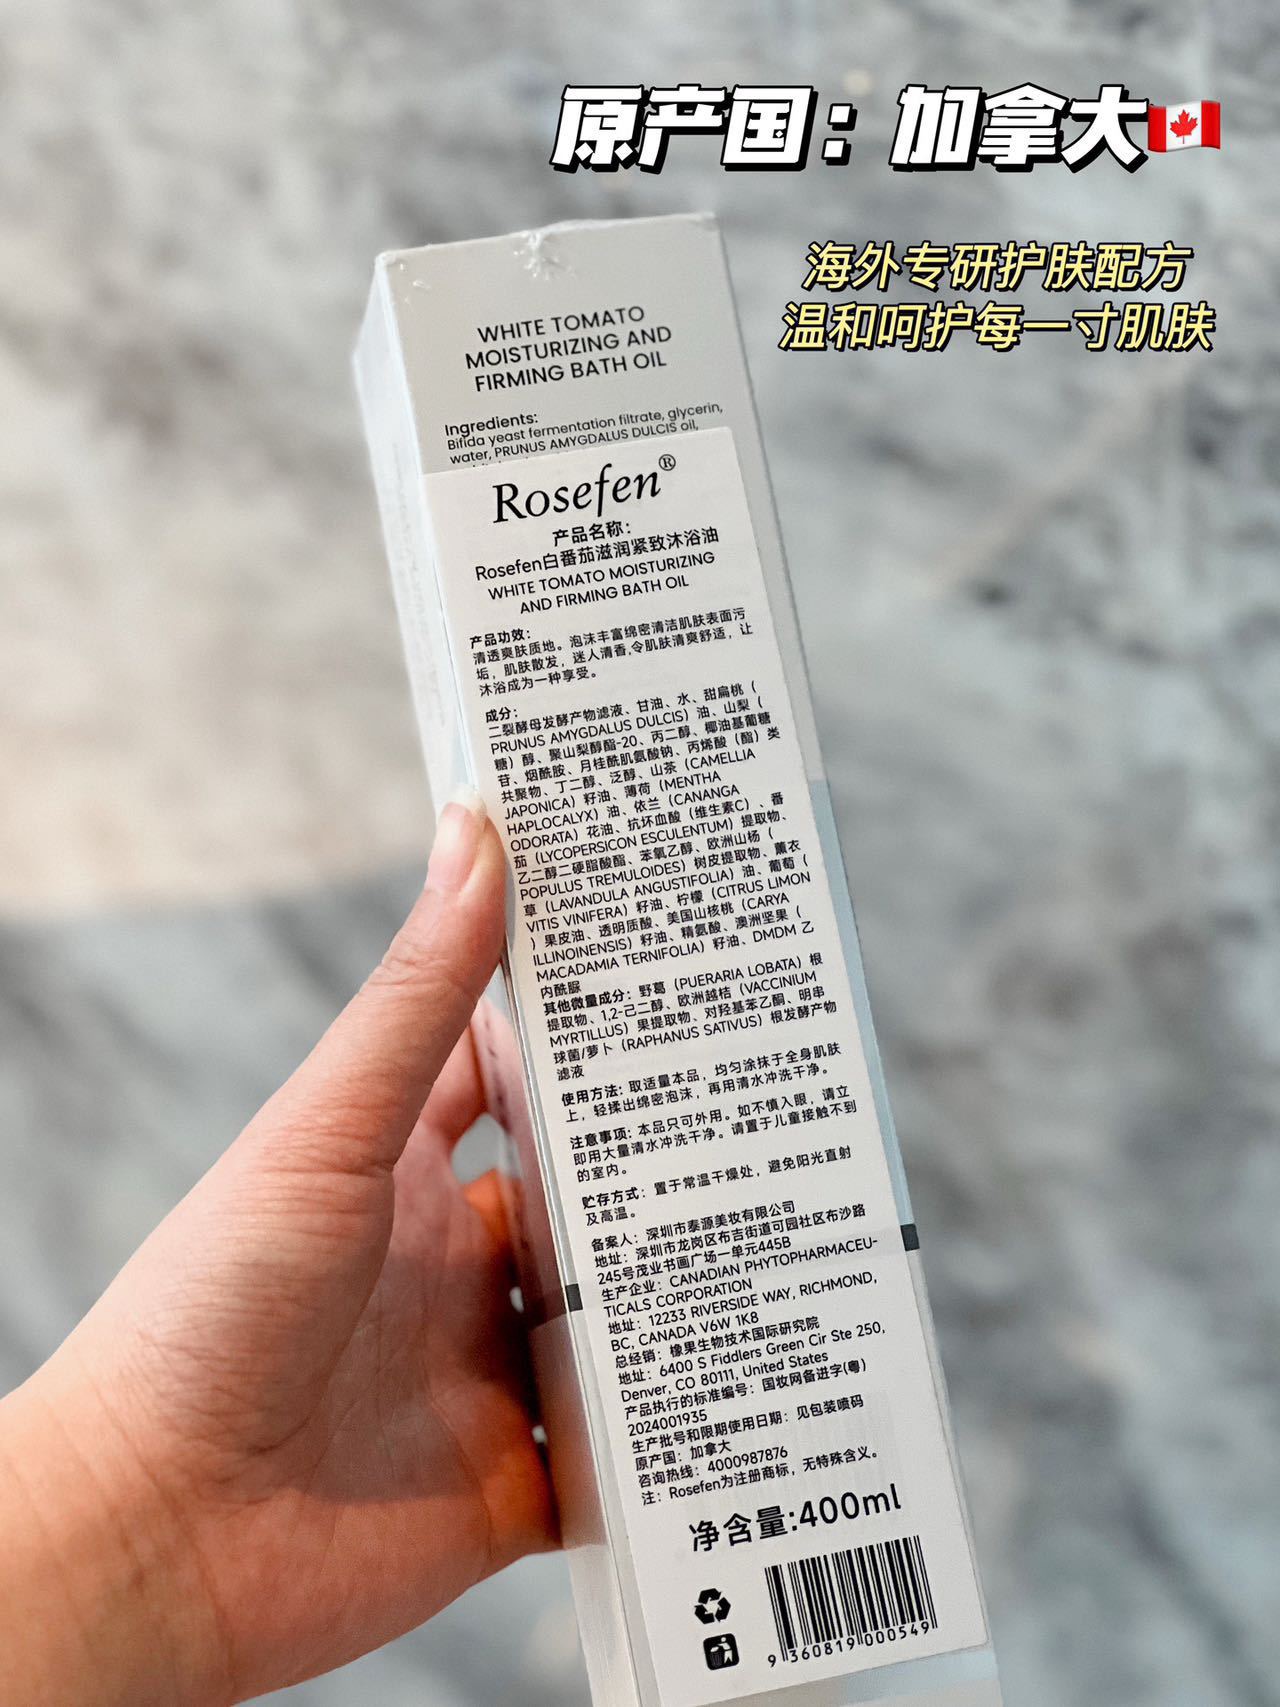 原产国：加拿大
海外专研护肤配方
温和呵护每一寸肌肤
WHITE TOMATO
MOISTURIZING AND
FIRMING BATH OIL
Ingredients:
Bifida yeast fermentation filtrate, glycerin,
water, PRUNUS AMYGDALUS DULCIS oil,
Rosefen®
产品名称：
Rosefen白番茄滋润紧致沐浴油
WHITE TOMATO MOISTURIZING
AND FIRMING BATH OIL
产品功效：
清透爽肤质地。泡沫丰富绵密清洁肌肤表面污
垢，肌肤散发，迷人清香,令肌肤清爽舒适，让
沐浴成为一种享受。
成分：
二裂酵母发酵产物滤液、甘油、水、甜扁桃（
PRUNUS AMYGDALUS DULCIS）油、山梨（
糖）醇、聚山梨醇酯-20、丙二醇、椰油基葡糖
苷、烟酰胺、月桂酰肌氨酸钠、丙烯酸（酯）类
共聚物、丁二醇、泛醇、山茶（CAMELLIA
JAPONICA）籽油、薄荷（MENTHA
HAPLOCALYX）油、依兰（CANANGA
ODORATA）花油、抗坏血酸（维生素C）、番
茄（LYCOPERSICON ESCULENTUM）提取物、
乙二醇二硬脂酸酯、苯氧乙醇、欧洲山杨（
POPULUS TREMULOIDES）树皮提取物、薰衣
草（LAVANDULA ANGUSTIFOLIA）油、葡萄（
VITIS VINIFERA）籽油、柠檬（CITRUS LIMON
）果皮油、透明质酸、美国山核桃（CARYA
ILLINOINENSIS）籽油、精氨酸、澳洲坚果（
MACADAMIA TERNIFOLIA）籽油、DMDM 乙
内酰脲
其他微量成分：野葛（PUERARIA LOBATA）根
提取物、1,2-己二醇、欧洲越桔（VACCINIUM
MYRTILLUS）果提取物、对羟基苯乙酮、明串
球菌/萝卜（RAPHANUS SATIVUS）根发酵产物
滤液
使用方法: 取适量本品，均匀涂抹于全身肌肤
上，轻揉出绵密泡沫，再用清水冲洗干净。
注意事项: 本品只可外用。如不慎入眼，请立
即用大量清水冲洗干净。请置于儿童接触不到
的室内。
贮存方式：置于常温干燥处，避免阳光直射
及高温。
备案人：深圳市泰源美妆有限公司
地址：深圳市龙岗区布吉街道可园社区布沙路
245号茂业书画广场一单元445B
生产企业：CANADIAN PHYTOPHARMACEU-
TICALS CORPORATION
地址：12233 RIVERSIDE WAY, RICHMOND,
BC, CANADA V6W 1K8
总经销：橡果生物技术国际研究院
地址：6400 S Fiddlers Green Cir Ste 250,
Denver, CO 80111, United States
产品执行的标准编号：国妆网备进字(粤)
2024001935
生产批号和限期使用日期：见包装喷码
原产国：加拿大
咨询热线：4000987876
注：Rosefen为注册商标，无特殊含义。
净含量:400ml
9 360819 000549